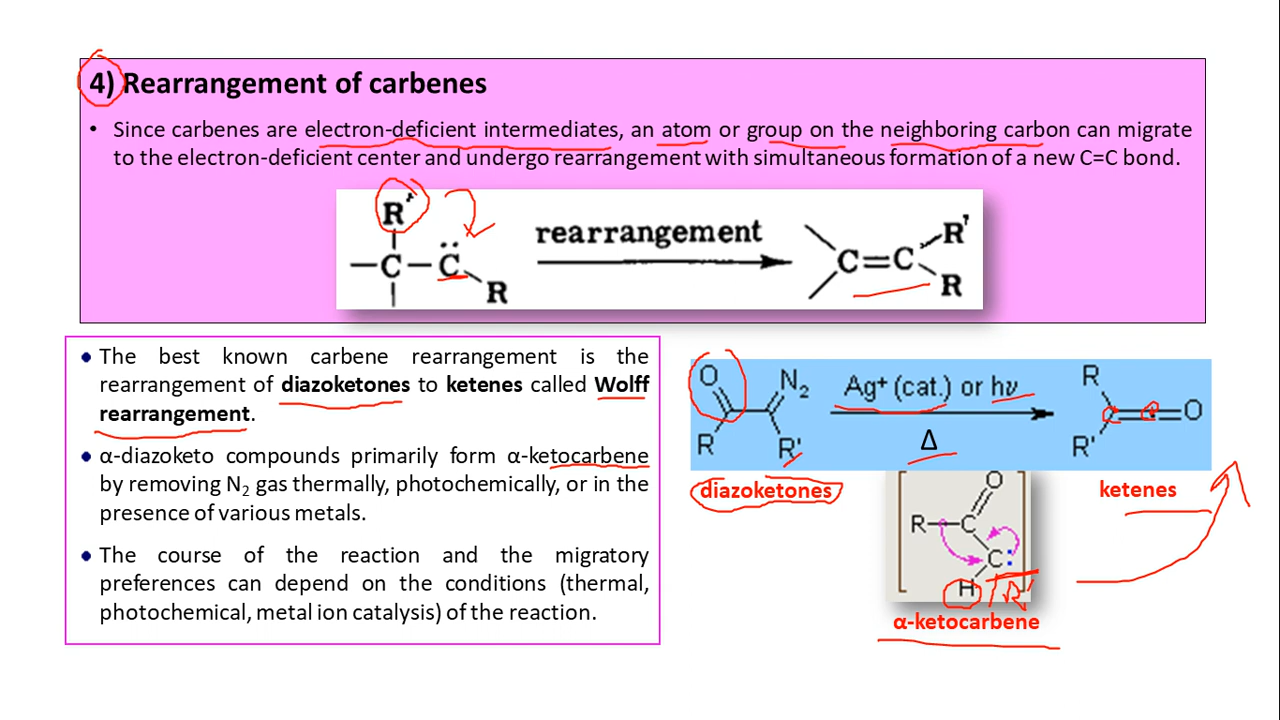 4) Rearrangement of carbenes
• Since carbenes are electron-deficient intermediates, an atom or group on the neighboring carbon can migrate
to the electron-deficient center and undergo rearrangement with simultaneous formation of a new C=C bond.
R'
C C
R
rearrangement
C=C
R'
R
• The best known carbene rearrangement is the
rearrangement of diazoketones to ketenes called Wolff
rearrangement.
• α-diazoketo compounds primarily form α-ketocarbene
by removing N₂ gas thermally, photochemically, or in the
presence of various metals.
• The course of the reaction and the migratory
preferences can depend on the conditions (thermal,
photochemical, metal ion catalysis) of the reaction.
O
N₂
R
R'
Ag⁺ (cat.) or hν
Δ
R
C C O
R'
diazoketones
ketenes
O
R C
C:
H R'
α-ketocarbene